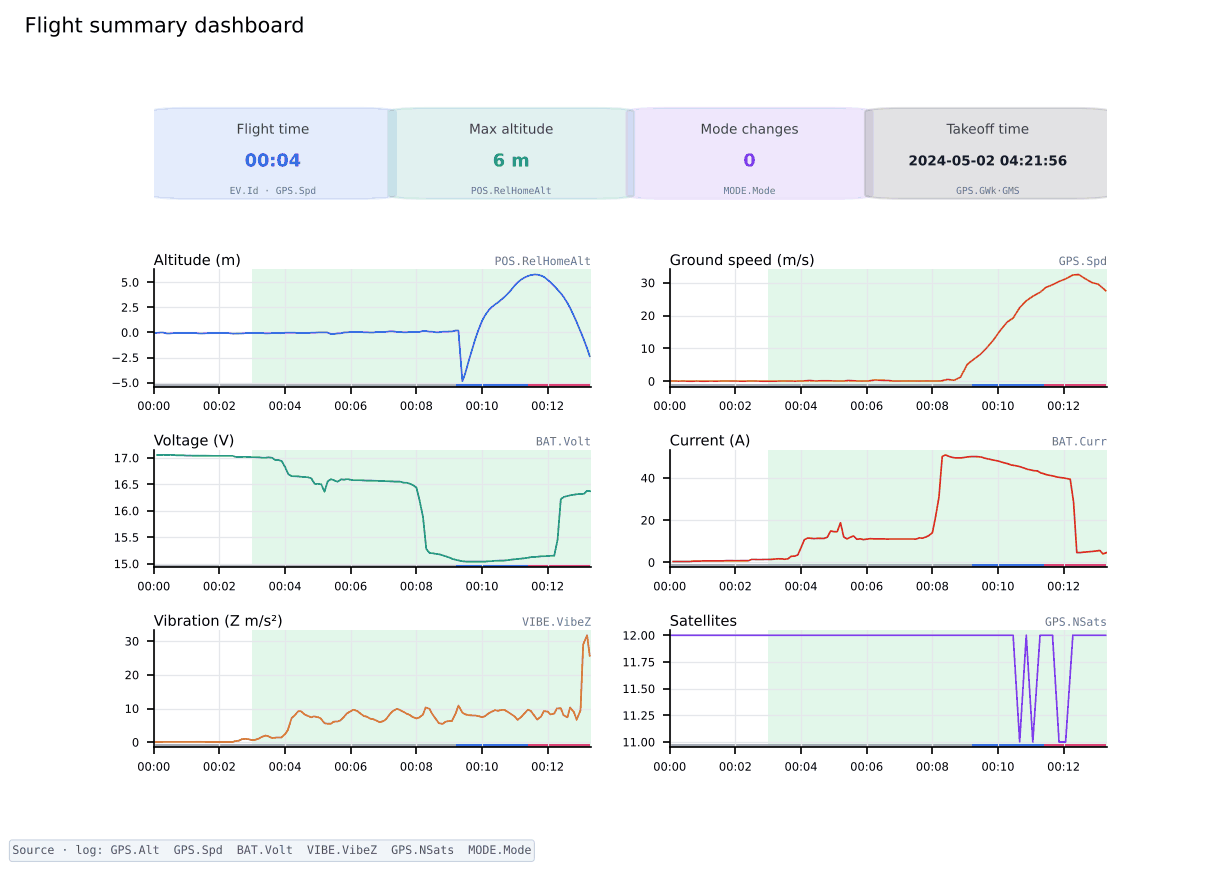 Flight summary dashboard
Flight time
Max altitude
Mode changes
Takeoff time
00:04
6 m
0
2024-05-02 04:21:56
EV.Id · GPS.Spd
POS.RelHomeAlt
MODE.Mode
GPS.GWk·GMS
Altitude (m)
POS.RelHomeAlt
5.0
2.5
0.0
−2.5
−5.0
00:00 00:02 00:04 00:06 00:08 00:10 00:12
Ground speed (m/s)
GPS.Spd
30
20
10
0
00:00 00:02 00:04 00:06 00:08 00:10 00:12
Voltage (V)
BAT.Volt
17.0
16.5
16.0
15.5
15.0
00:00 00:02 00:04 00:06 00:08 00:10 00:12
Current (A)
BAT.Curr
40
20
0
00:00 00:02 00:04 00:06 00:08 00:10 00:12
Vibration (Z m/s²)
VIBE.VibeZ
30
20
10
0
00:00 00:02 00:04 00:06 00:08 00:10 00:12
Satellites
GPS.NSats
12.00
11.75
11.50
11.25
11.00
00:00 00:02 00:04 00:06 00:08 00:10 00:12
Source · log: GPS.Alt GPS.Spd BAT.Volt VIBE.VibeZ GPS.NSats MODE.Mode